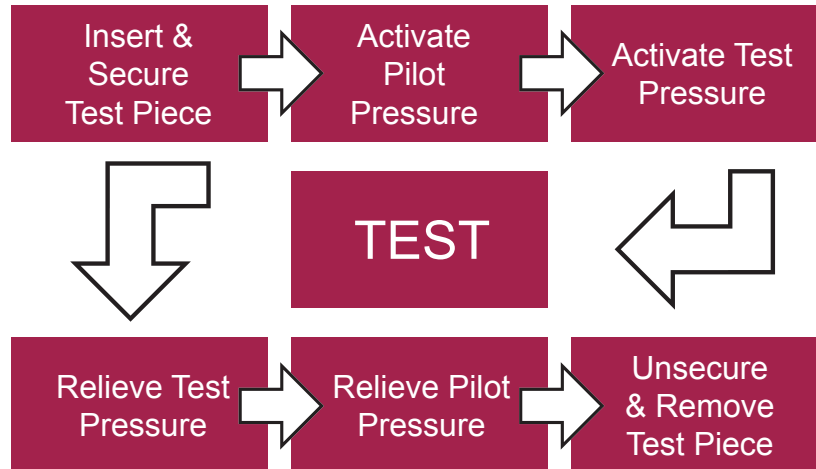 Insert &
Secure
Test Piece
Activate
Pilot
Pressure
Activate Test
Pressure
TEST
Relieve Test
Pressure
Relieve Pilot
Pressure
Unsecure
& Remove
Test Piece